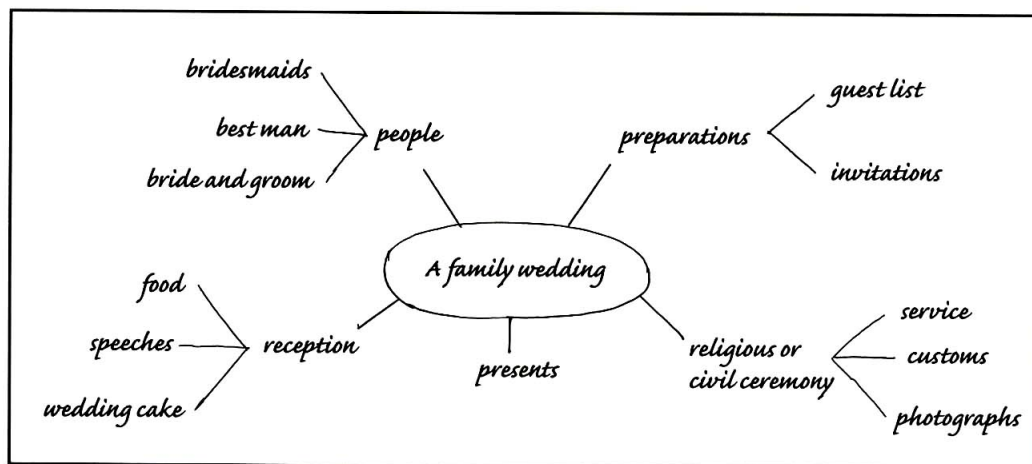 bridesmaids
best man
bride and groom
people
preparations
guest list
invitations
A family wedding
food
speeches
wedding cake
reception
presents
religious or
civil ceremony
service
customs
photographs